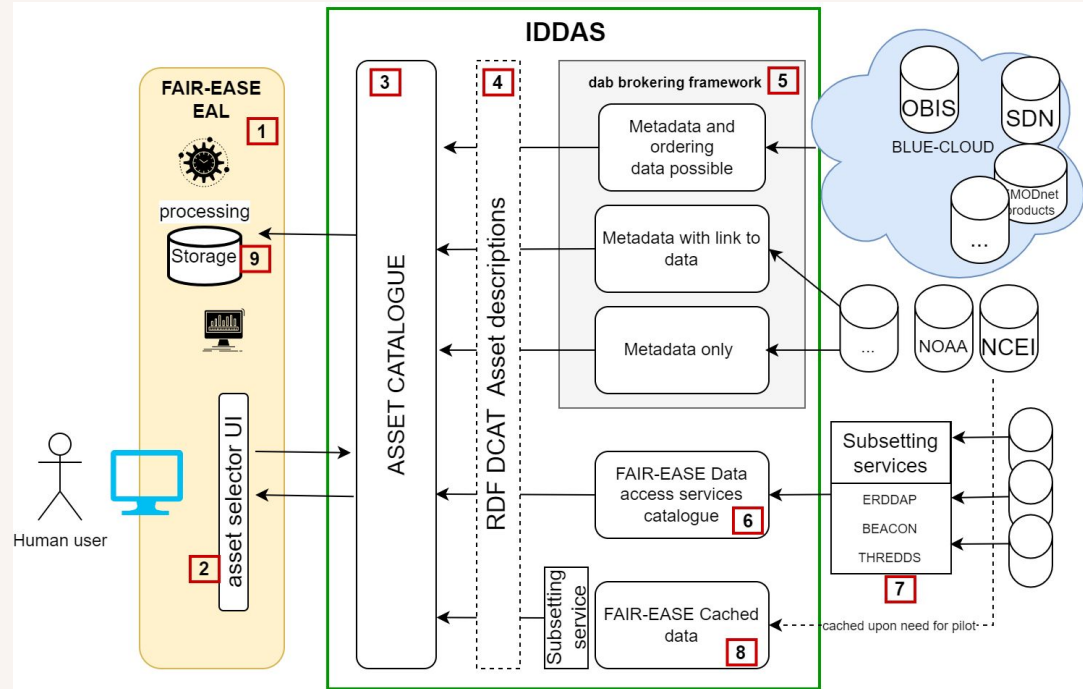 IDDAS
FAIR-EASE
EAL
1
processing
Storage
9
asset selector UI
2
Human user
3
ASSET CATALOGUE
4
RDF DCAT Asset descriptions
dab brokering framework
5
Metadata and
ordering
data possible
Metadata with link to
data
Metadata only
FAIR-EASE Data
access services
catalogue
6
Subsetting
service
FAIR-EASE Cached
data
8
OBIS
SDN
BLUE-CLOUD
MODnet
products
...
...
NOAA
NCEI
Subsetting
services
ERDDAP
BEACON
THREDDS
7
cached upon need for pilot